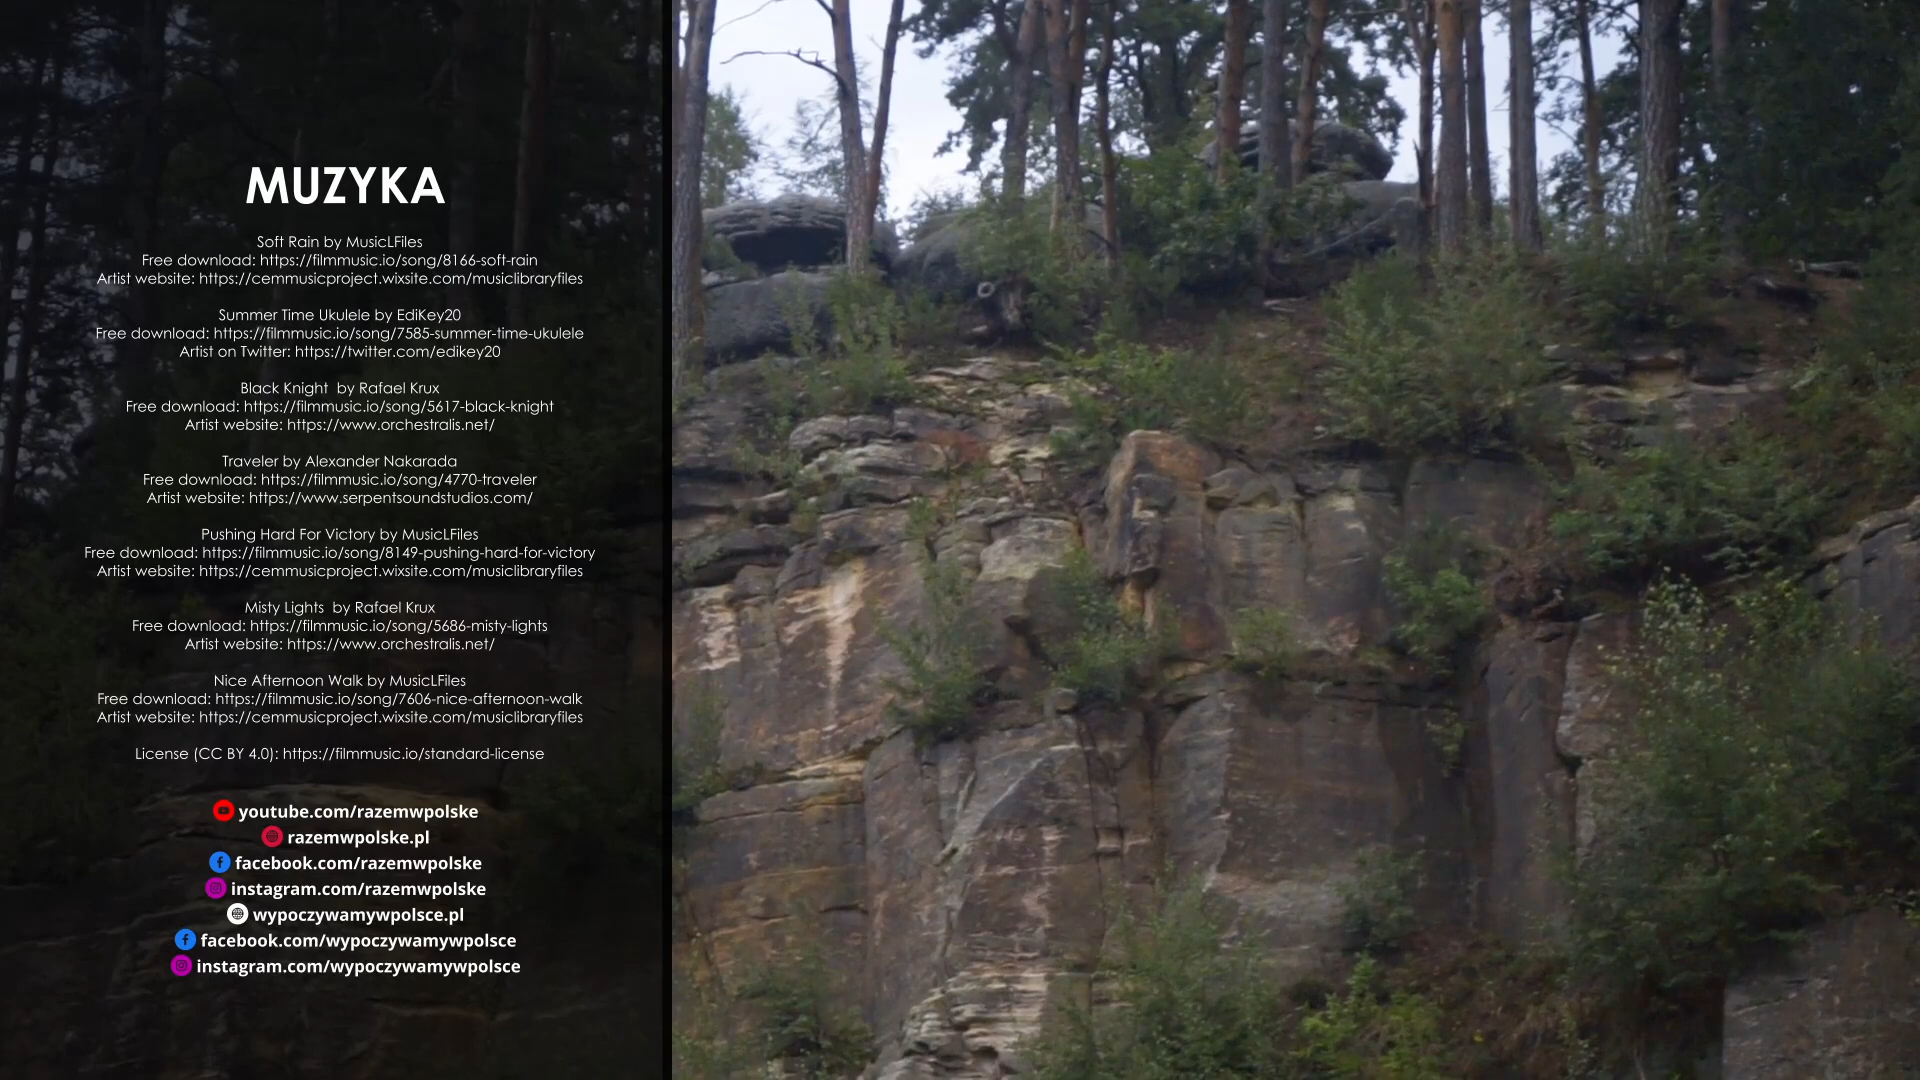 MUZYKA
Soft Rain by MusicLFiles
Free download: https://filmmusic.io/song/8166-soft-rain
Artist website: https://cemmusicproject.wixsite.com/musiclibraryfiles
Summer Time Ukulele by EdiKey20
Free download: https://filmmusic.io/song/7585-summer-time-ukulele
Artist on Twitter: https://twitter.com/edikey20
Black Knight  by Rafael Krux
Free download: https://filmmusic.io/song/5617-black-knight
Artist website: https://www.orchestralis.net/
Traveler by Alexander Nakarada
Free download: https://filmmusic.io/song/4770-traveler
Artist website: https://www.serpentsoundstudios.com/
Pushing Hard For Victory by MusicLFiles
Free download: https://filmmusic.io/song/8149-pushing-hard-for-victory
Artist website: https://cemmusicproject.wixsite.com/musiclibraryfiles
Misty Lights  by Rafael Krux
Free download: https://filmmusic.io/song/5686-misty-lights
Artist website: https://www.orchestralis.net/
Nice Afternoon Walk by MusicLFiles
Free download: https://filmmusic.io/song/7606-nice-afternoon-walk
Artist website: https://cemmusicproject.wixsite.com/musiclibraryfiles
License (CC BY 4.0): https://filmmusic.io/standard-license
youtube.com/razemwpolske
razemwpolske.pl
facebook.com/razemwpolske
instagram.com/razemwpolske
wypoczywamywpolsce.pl
facebook.com/wypoczywamywpolsce
instagram.com/wypoczywamywpolsce